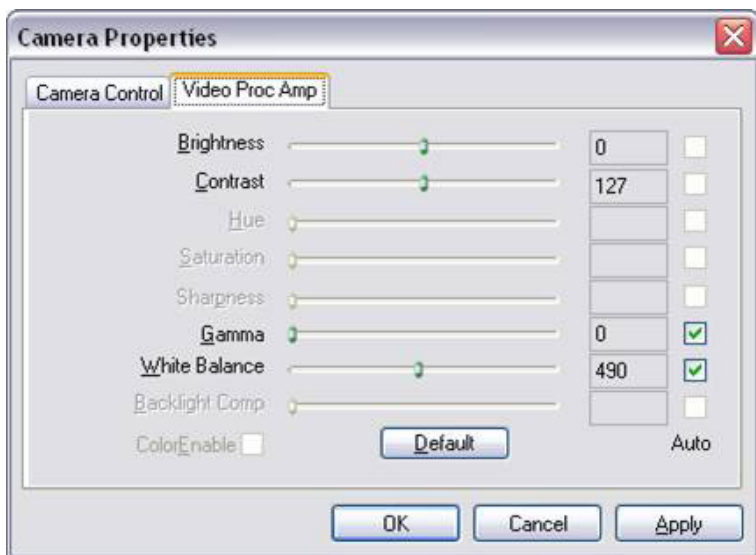 Camera Properties
Camera Control Video Proc Amp
Brightness 0
Contrast 127
Hue
Saturation
Sharpness
Gamma 0
White Balance 490
Backlight Comp
ColorEnable Default Auto
OK Cancel Apply